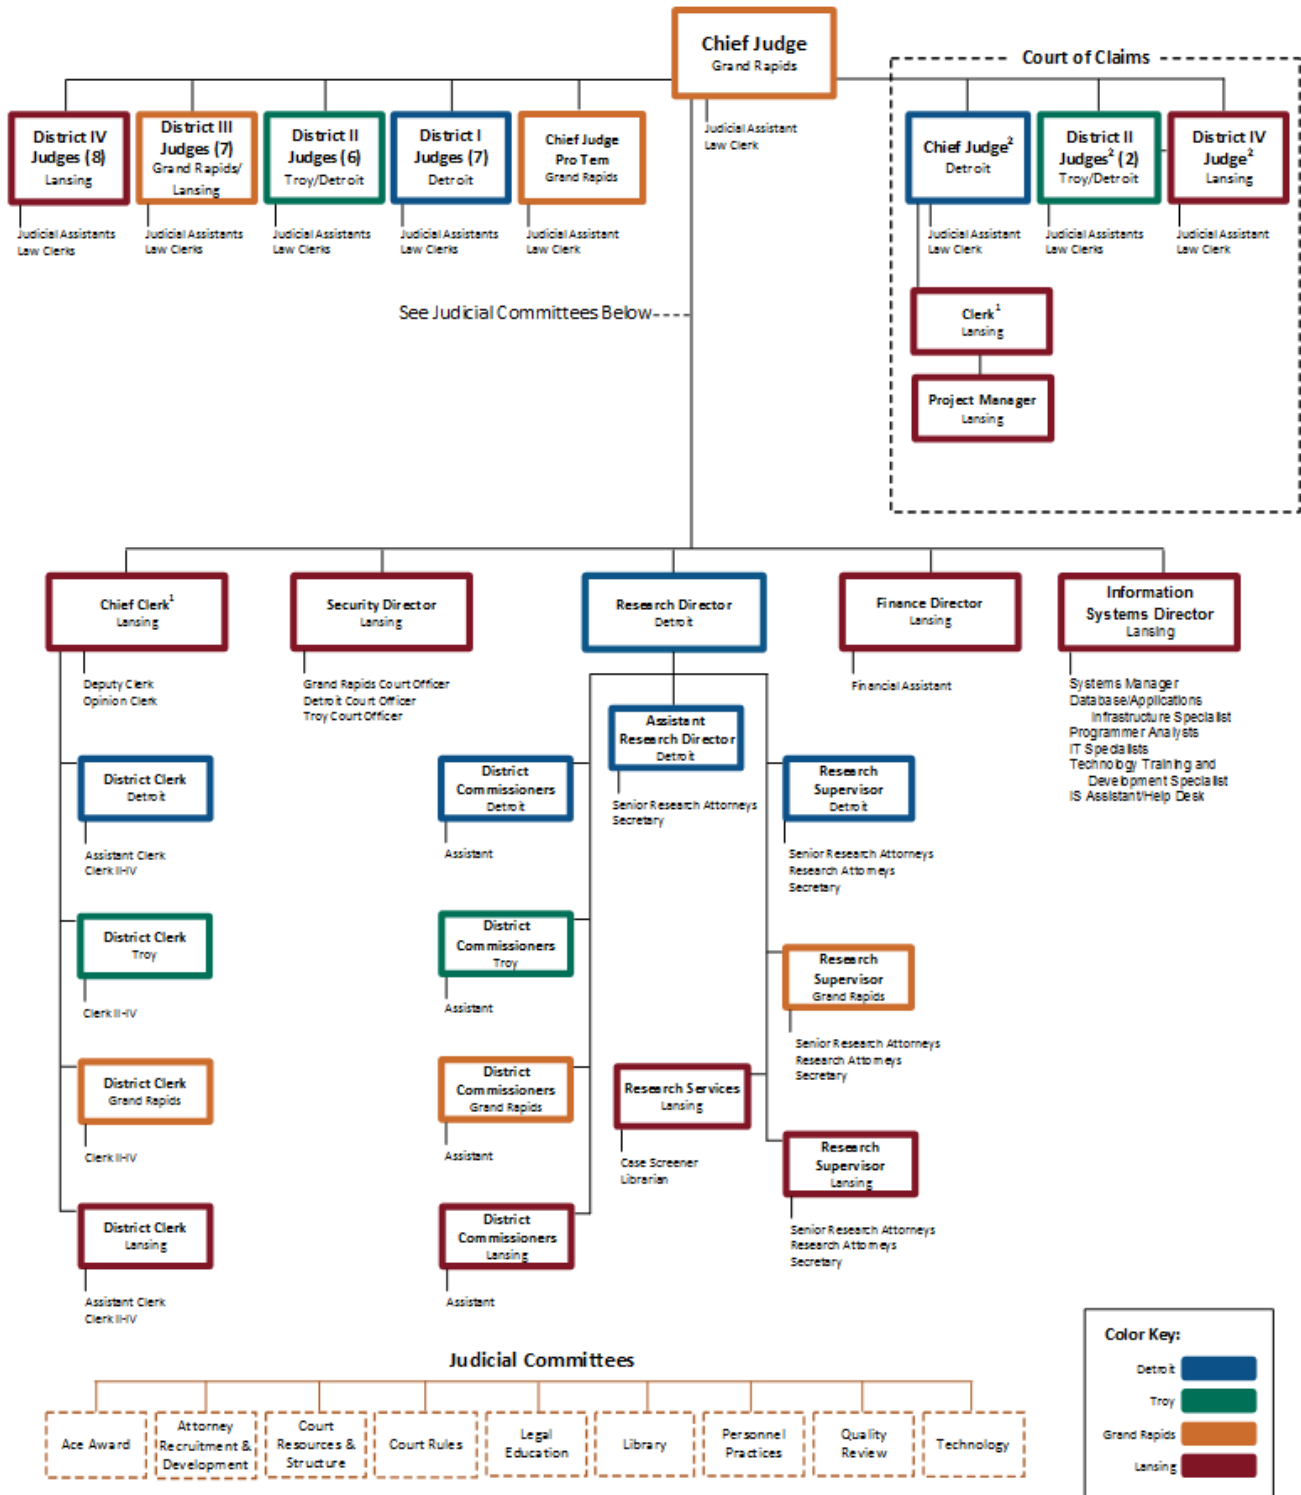 Chief Judge
Grand Rapids
Judicial Assistant
Law Clerk
Court of Claims
District IV
Judges (8)
Lansing
Judicial Assistants
Law Clerks
District III
Judges (7)
Grand Rapids/
Lansing
Judicial Assistants
Law Clerks
District II
Judges (6)
Troy/Detroit
Judicial Assistants
Law Clerks
District I
Judges (7)
Detroit
Judicial Assistants
Law Clerks
Chief Judge
Pro Tem
Grand Rapids
Judicial Assistant
Law Clerk
Chief Judge²
Detroit
Judicial Assistant
Law Clerk
District II
Judges² (2)
Troy/Detroit
Judicial Assistants
Law Clerks
District IV
Judge²
Lansing
Judicial Assistant
Law Clerk
Clerk¹
Lansing
Project Manager
Lansing
See Judicial Committees Below
Chief Clerk¹
Lansing
Deputy Clerk
Opinion Clerk
Security Director
Lansing
Grand Rapids Court Officer
Detroit Court Officer
Troy Court Officer
Research Director
Detroit
Finance Director
Lansing
Financial Assistant
Information
Systems Director
Lansing
Systems Manager
Database/Applications
Infrastructure Specialist
Programmer Analysts
IT Specialists
Technology Training and
Development Specialist
IS Assistant/Help Desk
Assistant
Research Director
Detroit
Senior Research Attorneys
Secretary
District Clerk
Detroit
Assistant Clerk
Clerk II-IV
District
Commissioners
Detroit
Assistant
Research
Supervisor
Detroit
Senior Research Attorneys
Research Attorneys
Secretary
District Clerk
Troy
Clerk II-IV
District
Commissioners
Troy
Assistant
Research
Supervisor
Grand Rapids
Senior Research Attorneys
Research Attorneys
Secretary
District Clerk
Grand Rapids
Clerk II-IV
District
Commissioners
Grand Rapids
Assistant
Research Services
Lansing
Case Screener
Librarian
Research
Supervisor
Lansing
Senior Research Attorneys
Research Attorneys
Secretary
District Clerk
Lansing
Assistant Clerk
Clerk II-IV
District
Commissioners
Lansing
Assistant
Color Key:
Detroit
Troy
Grand Rapids
Lansing
Judicial Committees
Ace Award
Attorney
Recruitment &
Development
Court
Resources &
Structure
Court Rules
Legal
Education
Library
Personnel
Practices
Quality
Review
Technology